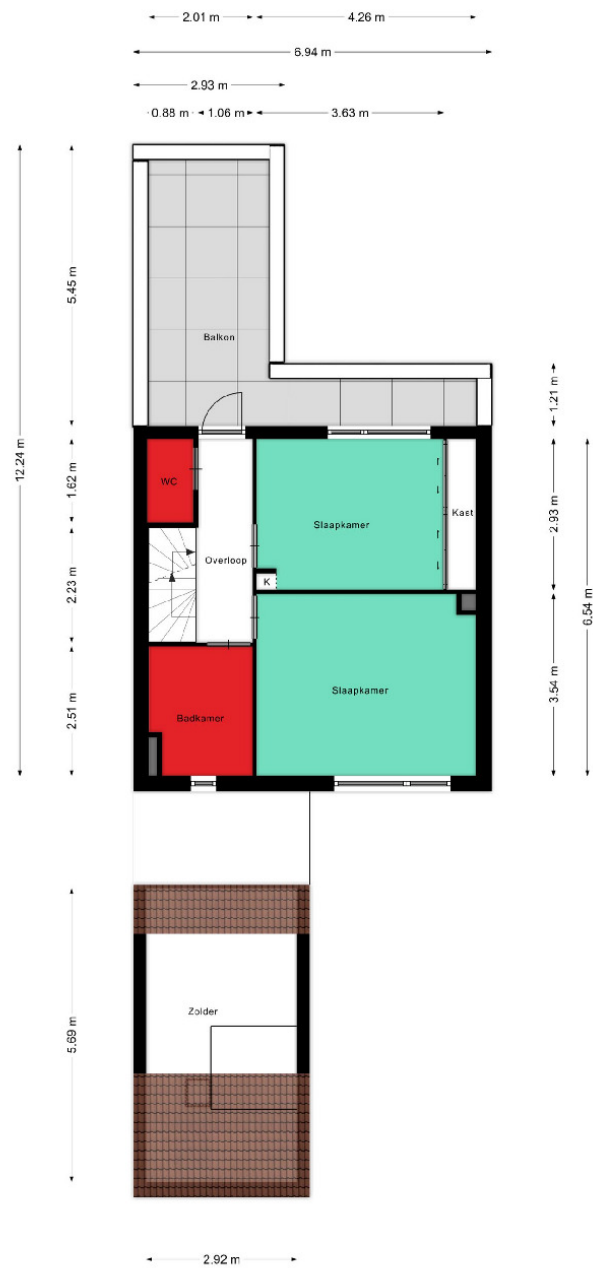 2.01 m
4.26 m
6.94 m
2.93 m
0.88 m
1.06 m
3.63 m
5.45 m
12.24 m
Balkon
1.21 m
WC
1.62 m
Slaapkamer
Kast
2.93 m
Overloop
K
2.23 m
6.54 m
Slaapkamer
3.54 m
Badkamer
2.51 m
Zolder
5.69 m
2.92 m